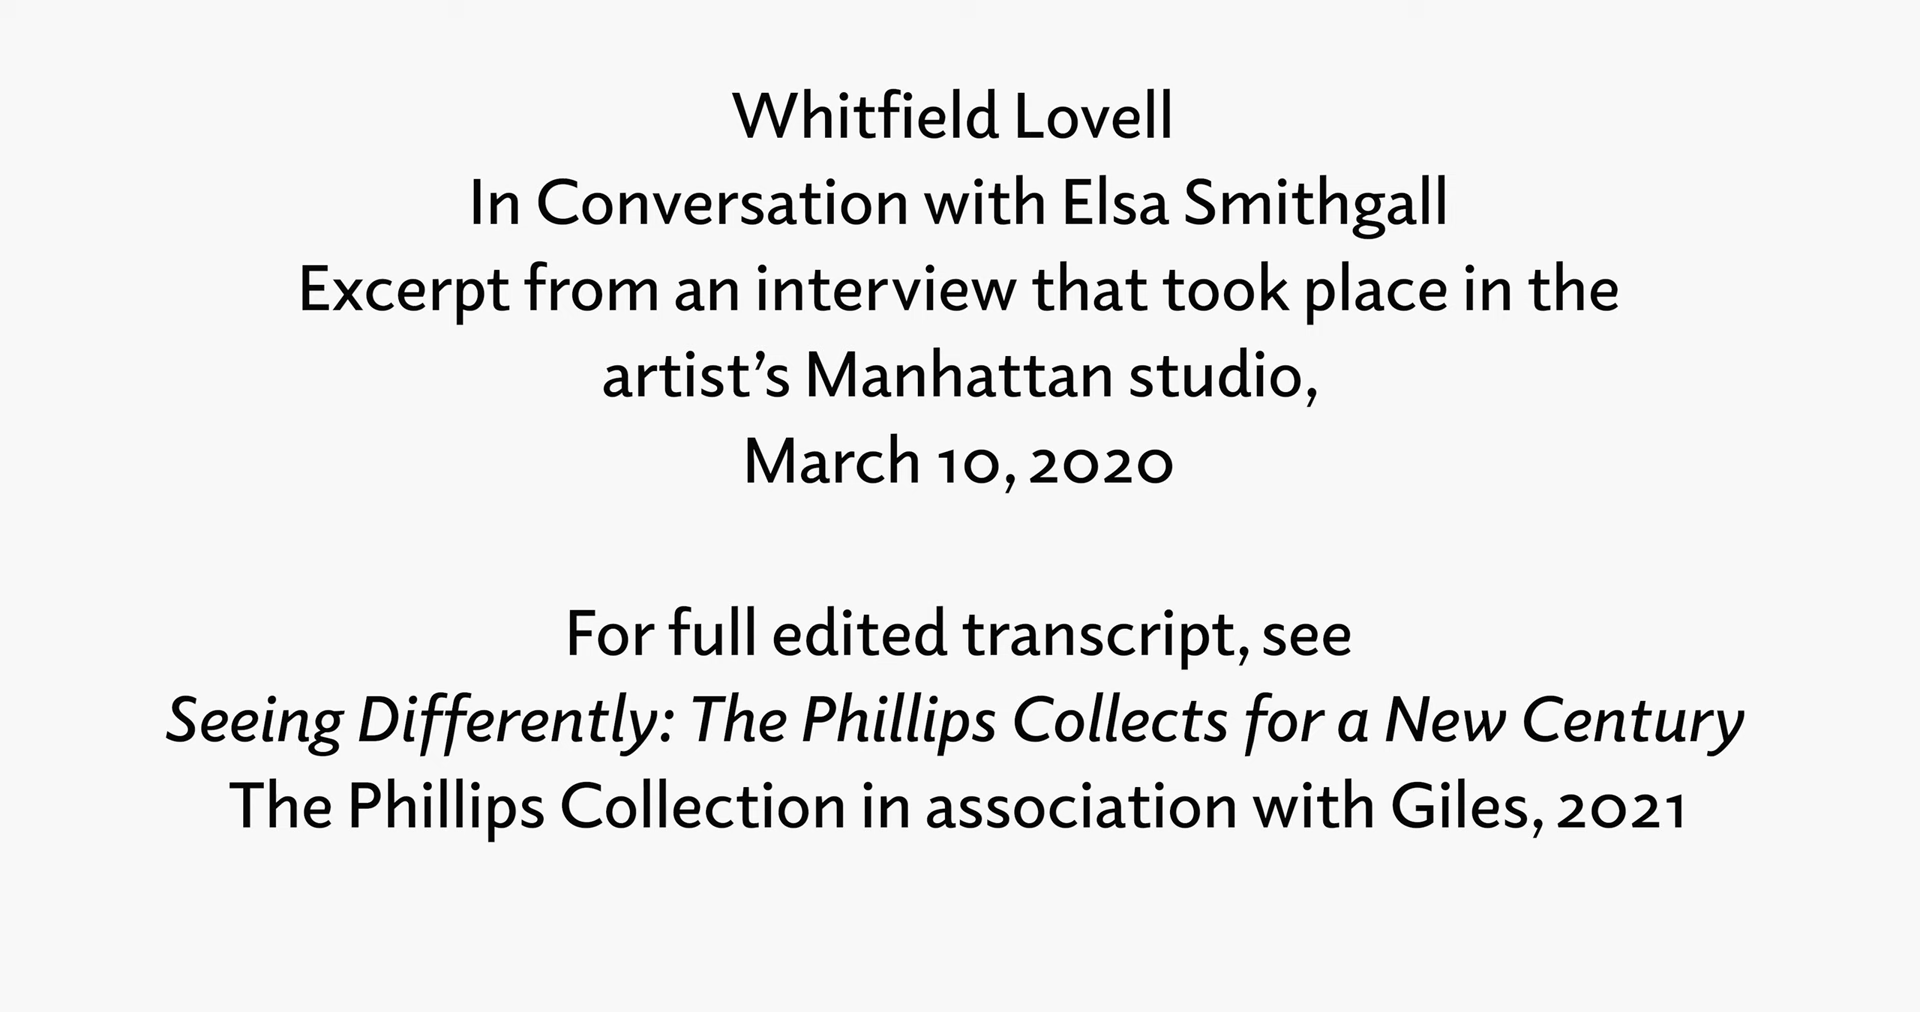 Whitfield Lovell
In Conversation with Elsa Smithgall
Excerpt from an interview that took place in the
artist’s Manhattan studio,
March 10, 2020
For full edited transcript, see
Seeing Differently: The Phillips Collects for a New Century
The Phillips Collection in association with Giles, 2021